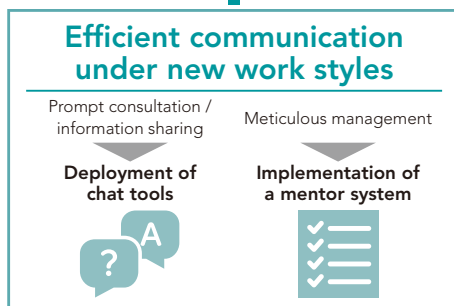 Efficient communication
under new work styles
Prompt consultation /
information sharing
Deployment of
chat tools
? A
Meticulous management
Implementation of
a mentor system